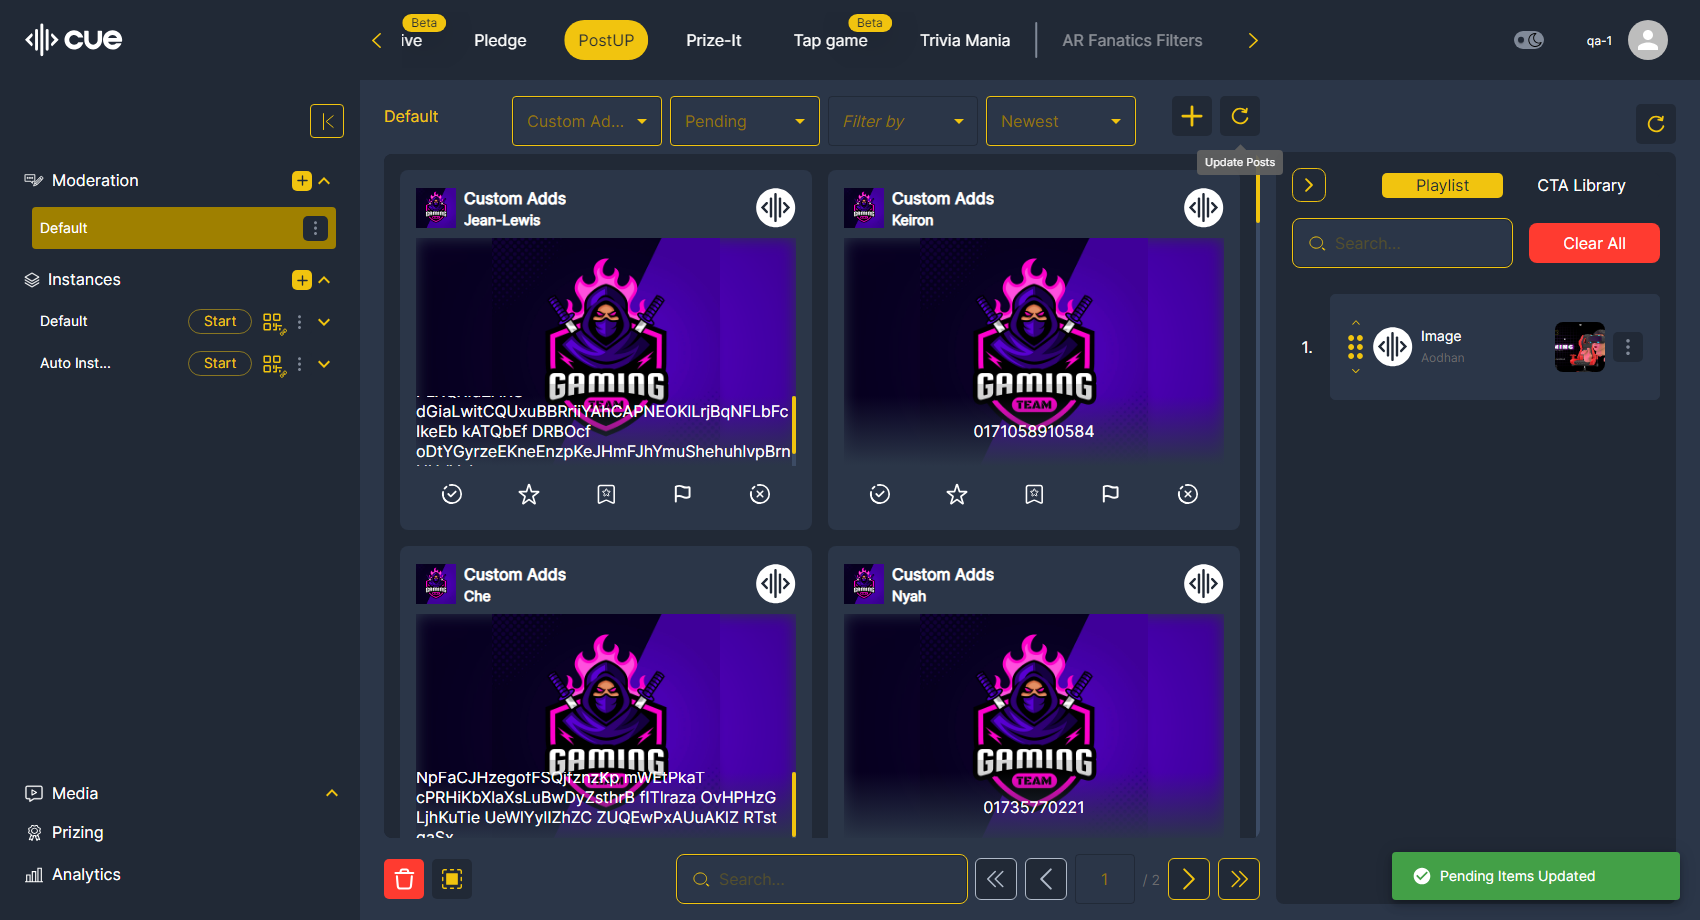 cue
Beta
ive
Pledge
PostUP
Prize-It
Beta
Tap game
Trivia Mania
AR Fanatics Filters
qa-1
Moderation
Default
Instances
Default
Start
Auto Inst...
Start
Media
Prizing
Analytics
Default
Custom Ad...
Pending
Filter by
Newest
Update Posts
Custom Adds
Jean-Lewis
GAMING
TEAM
dGiaLwitCQUxuBBRriiYAhCAPNEOKlLrjBqNFLbFc
IkeEb kATQbEf DRBOcf
oDtYGyrzeEKneEnzpKeJHmFJhYmuShehuhlvpBrn
Custom Adds
Keiron
GAMING
TEAM
0171058910584
Custom Adds
Che
GAMING
TEAM
NpFaCJHzegofFSQjfznzKp mWEtPkaT
cPRHiKbXlaXsLuBwDyZsthrB fITlraza OvHPHzG
LjhKuTie UeWlYylIZhZC ZUQEwPxAUuAKlZ RTst
Custom Adds
Nyah
GAMING
TEAM
01735770221
Search...
1
/ 2
Playlist
CTA Library
Search...
Clear All
1.
Image
Aodhan
Pending Items Updated